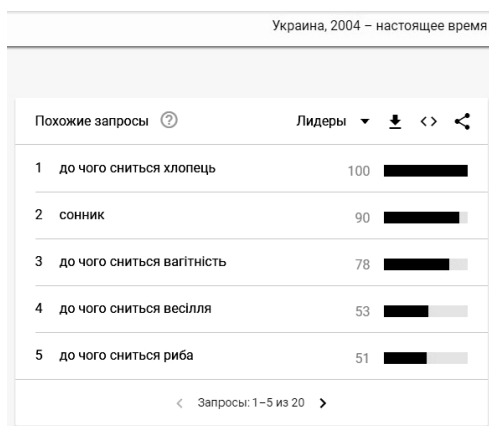 Украина, 2004 – настоящее время
Похожие запросы ? Лидеры <>
1 до чого сниться хлопець 100
2 сонник 90
3 до чого сниться вагітність 78
4 до чого сниться весілля 53
5 до чого сниться риба 51
< Запросы: 1–5 из 20 >